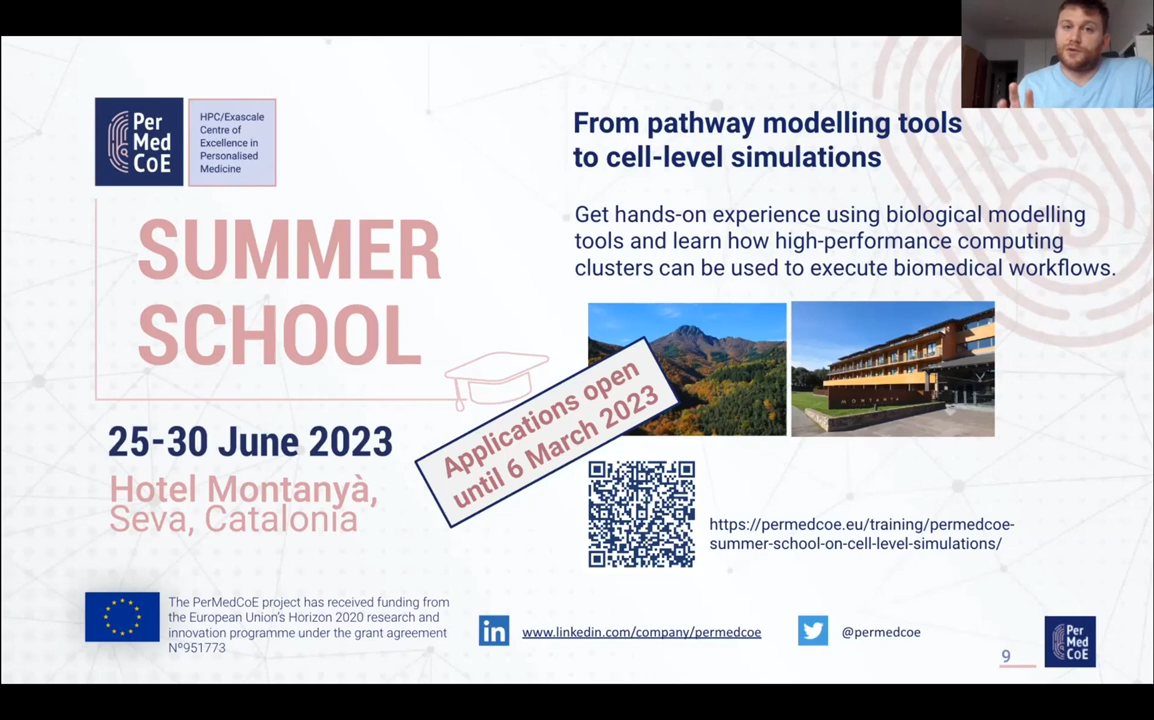 Per
Med
CoE
HPC/Exascale
Centre of
Excellence in
Personalised
Medicine
SUMMER
SCHOOL
25-30 June 2023
Hotel Montanyà,
Seva, Catalonia
Applications open
until 6 March 2023
From pathway modelling tools
to cell-level simulations
Get hands-on experience using biological modelling
tools and learn how high-performance computing
clusters can be used to execute biomedical workflows.
MONTANYA
https://permedcoe.eu/training/permedcoe-
summer-school-on-cell-level-simulations/
The PerMedCoE project has received funding from
the European Union's Horizon 2020 research and
innovation programme under the grant agreement
Nº951773
in
www.linkedin.com/company/permedcoe
@permedcoe
9
Per
Med
CoE